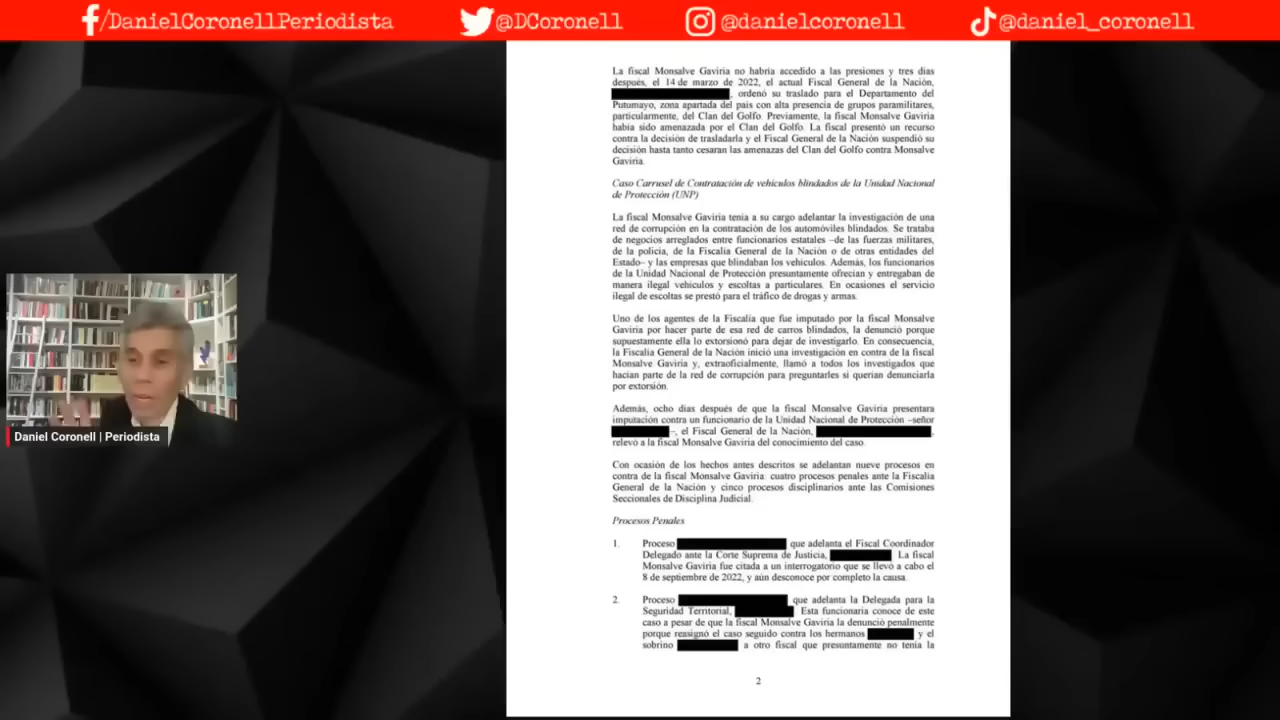 /DanielCoronellPeriodista
@DCoronell
@danielcoronell
@daniel_coronell
La fiscal Monsalve Gaviria no habría accedido a las presiones y tres días
después, el 14 de marzo de 2022, el actual Fiscal General de la Nación,
, ordenó su traslado para el Departamento del
Putumayo, zona apartada del país con alta presencia de grupos paramilitares,
particularmente, del Clan del Golfo. Previamente, la fiscal Monsalve Gaviria
había sido amenazada por el Clan del Golfo. La fiscal presentó un recurso
contra la decisión de trasladarla y el Fiscal General de la Nación suspendió su
decisión hasta tanto cesaran las amenazas del Clan del Golfo contra Monsalve
Gaviria.
Caso Carrusel de Contratación de vehículos blindados de la Unidad Nacional
de Protección (UNP)
La fiscal Monsalve Gaviria tenía a su cargo adelantar la investigación de una
red de corrupción en la contratación de los automóviles blindados. Se trataba
de negocios arreglados entre funcionarios estatales –de las fuerzas militares,
de la policía, de la Fiscalía General de la Nación o de otras entidades del
Estado– y las empresas que blindaban los vehículos. Además, los funcionarios
de la Unidad Nacional de Protección presuntamente ofrecían y entregaban de
manera ilegal vehículos y escoltas a particulares. En ocasiones el servicio
ilegal de escoltas se prestó para el tráfico de drogas y armas.
Uno de los agentes de la Fiscalía que fue imputado por la fiscal Monsalve
Gaviria por hacer parte de esa red de carros blindados, la denunció porque
supuestamente ella lo extorsionó para dejar de investigarlo. En consecuencia,
la Fiscalía General de la Nación inició una investigación en contra de la fiscal
Monsalve Gaviria y, extraoficialmente, llamó a todos los investigados que
hacían parte de la red de corrupción para preguntarles si querían denunciarla
por extorsión.
Además, ocho días después de que la fiscal Monsalve Gaviria presentara
imputación contra un funcionario de la Unidad Nacional de Protección –señor
–, el Fiscal General de la Nación,
relevó a la fiscal Monsalve Gaviria del conocimiento del caso.
Con ocasión de los hechos antes descritos se adelantan nueve procesos en
contra de la fiscal Monsalve Gaviria: cuatro procesos penales ante la Fiscalía
General de la Nación y cinco procesos disciplinarios ante las Comisiones
Seccionales de Disciplina Judicial.
Procesos Penales
1. Proceso que adelanta el Fiscal Coordinador
Delegado ante la Corte Suprema de Justicia, La fiscal
Monsalve Gaviria fue citada a un interrogatorio que se llevó a cabo el
8 de septiembre de 2022, y aún desconoce por completo la causa.
2. Proceso que adelanta la Delegada para la
Seguridad Territorial, Esta funcionaria conoce de este
caso a pesar de que la fiscal Monsalve Gaviria la denunció penalmente
porque reasignó el caso seguido contra los hermanos y el
sobrino a otro fiscal que presuntamente no tenía la
2
Daniel Coronell | Periodista